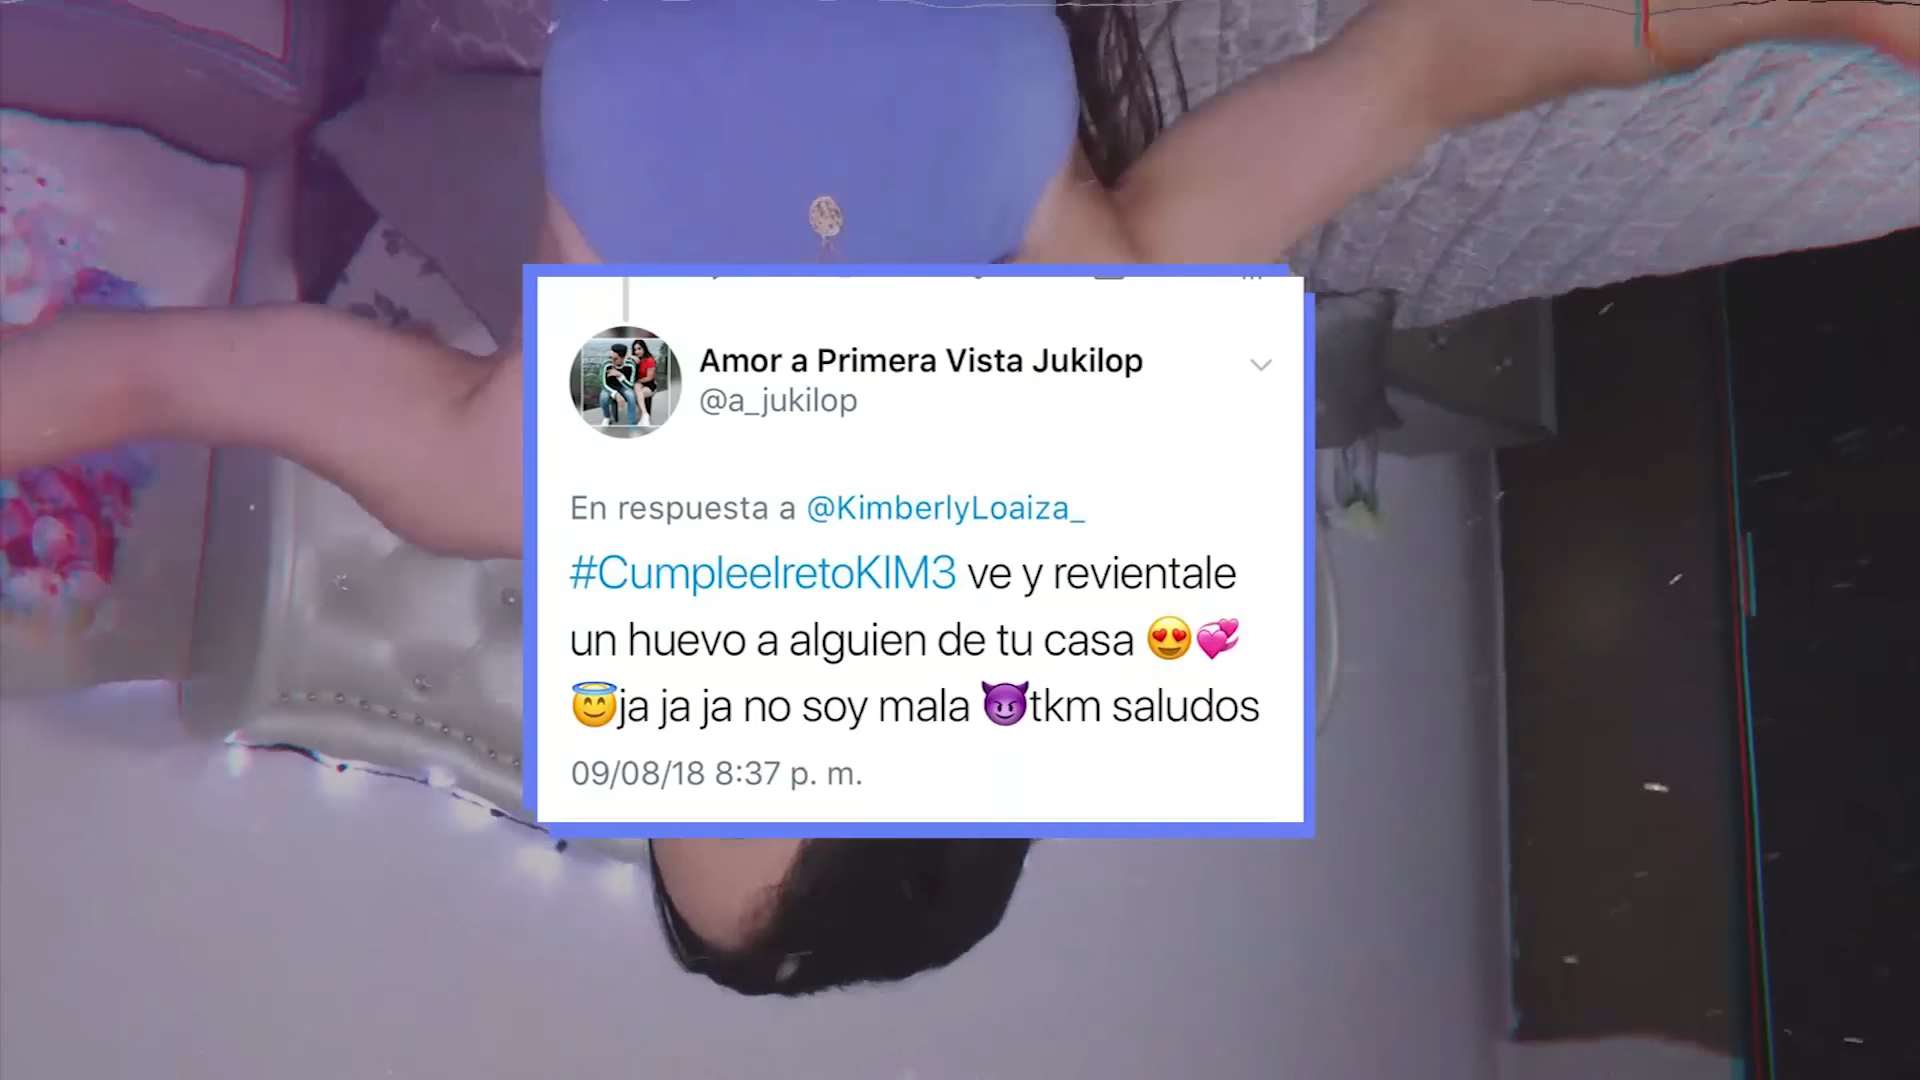 Amor a Primera Vista Jukilop
@a_jukilop
En respuesta a @KimberlyLoaiza_
#CumpleelretoKIM3 ve y revientale
un huevo a alguien de tu casa 😍💞
😇ja ja ja no soy mala 😈tkm saludos
09/08/18 8:37 p. m.